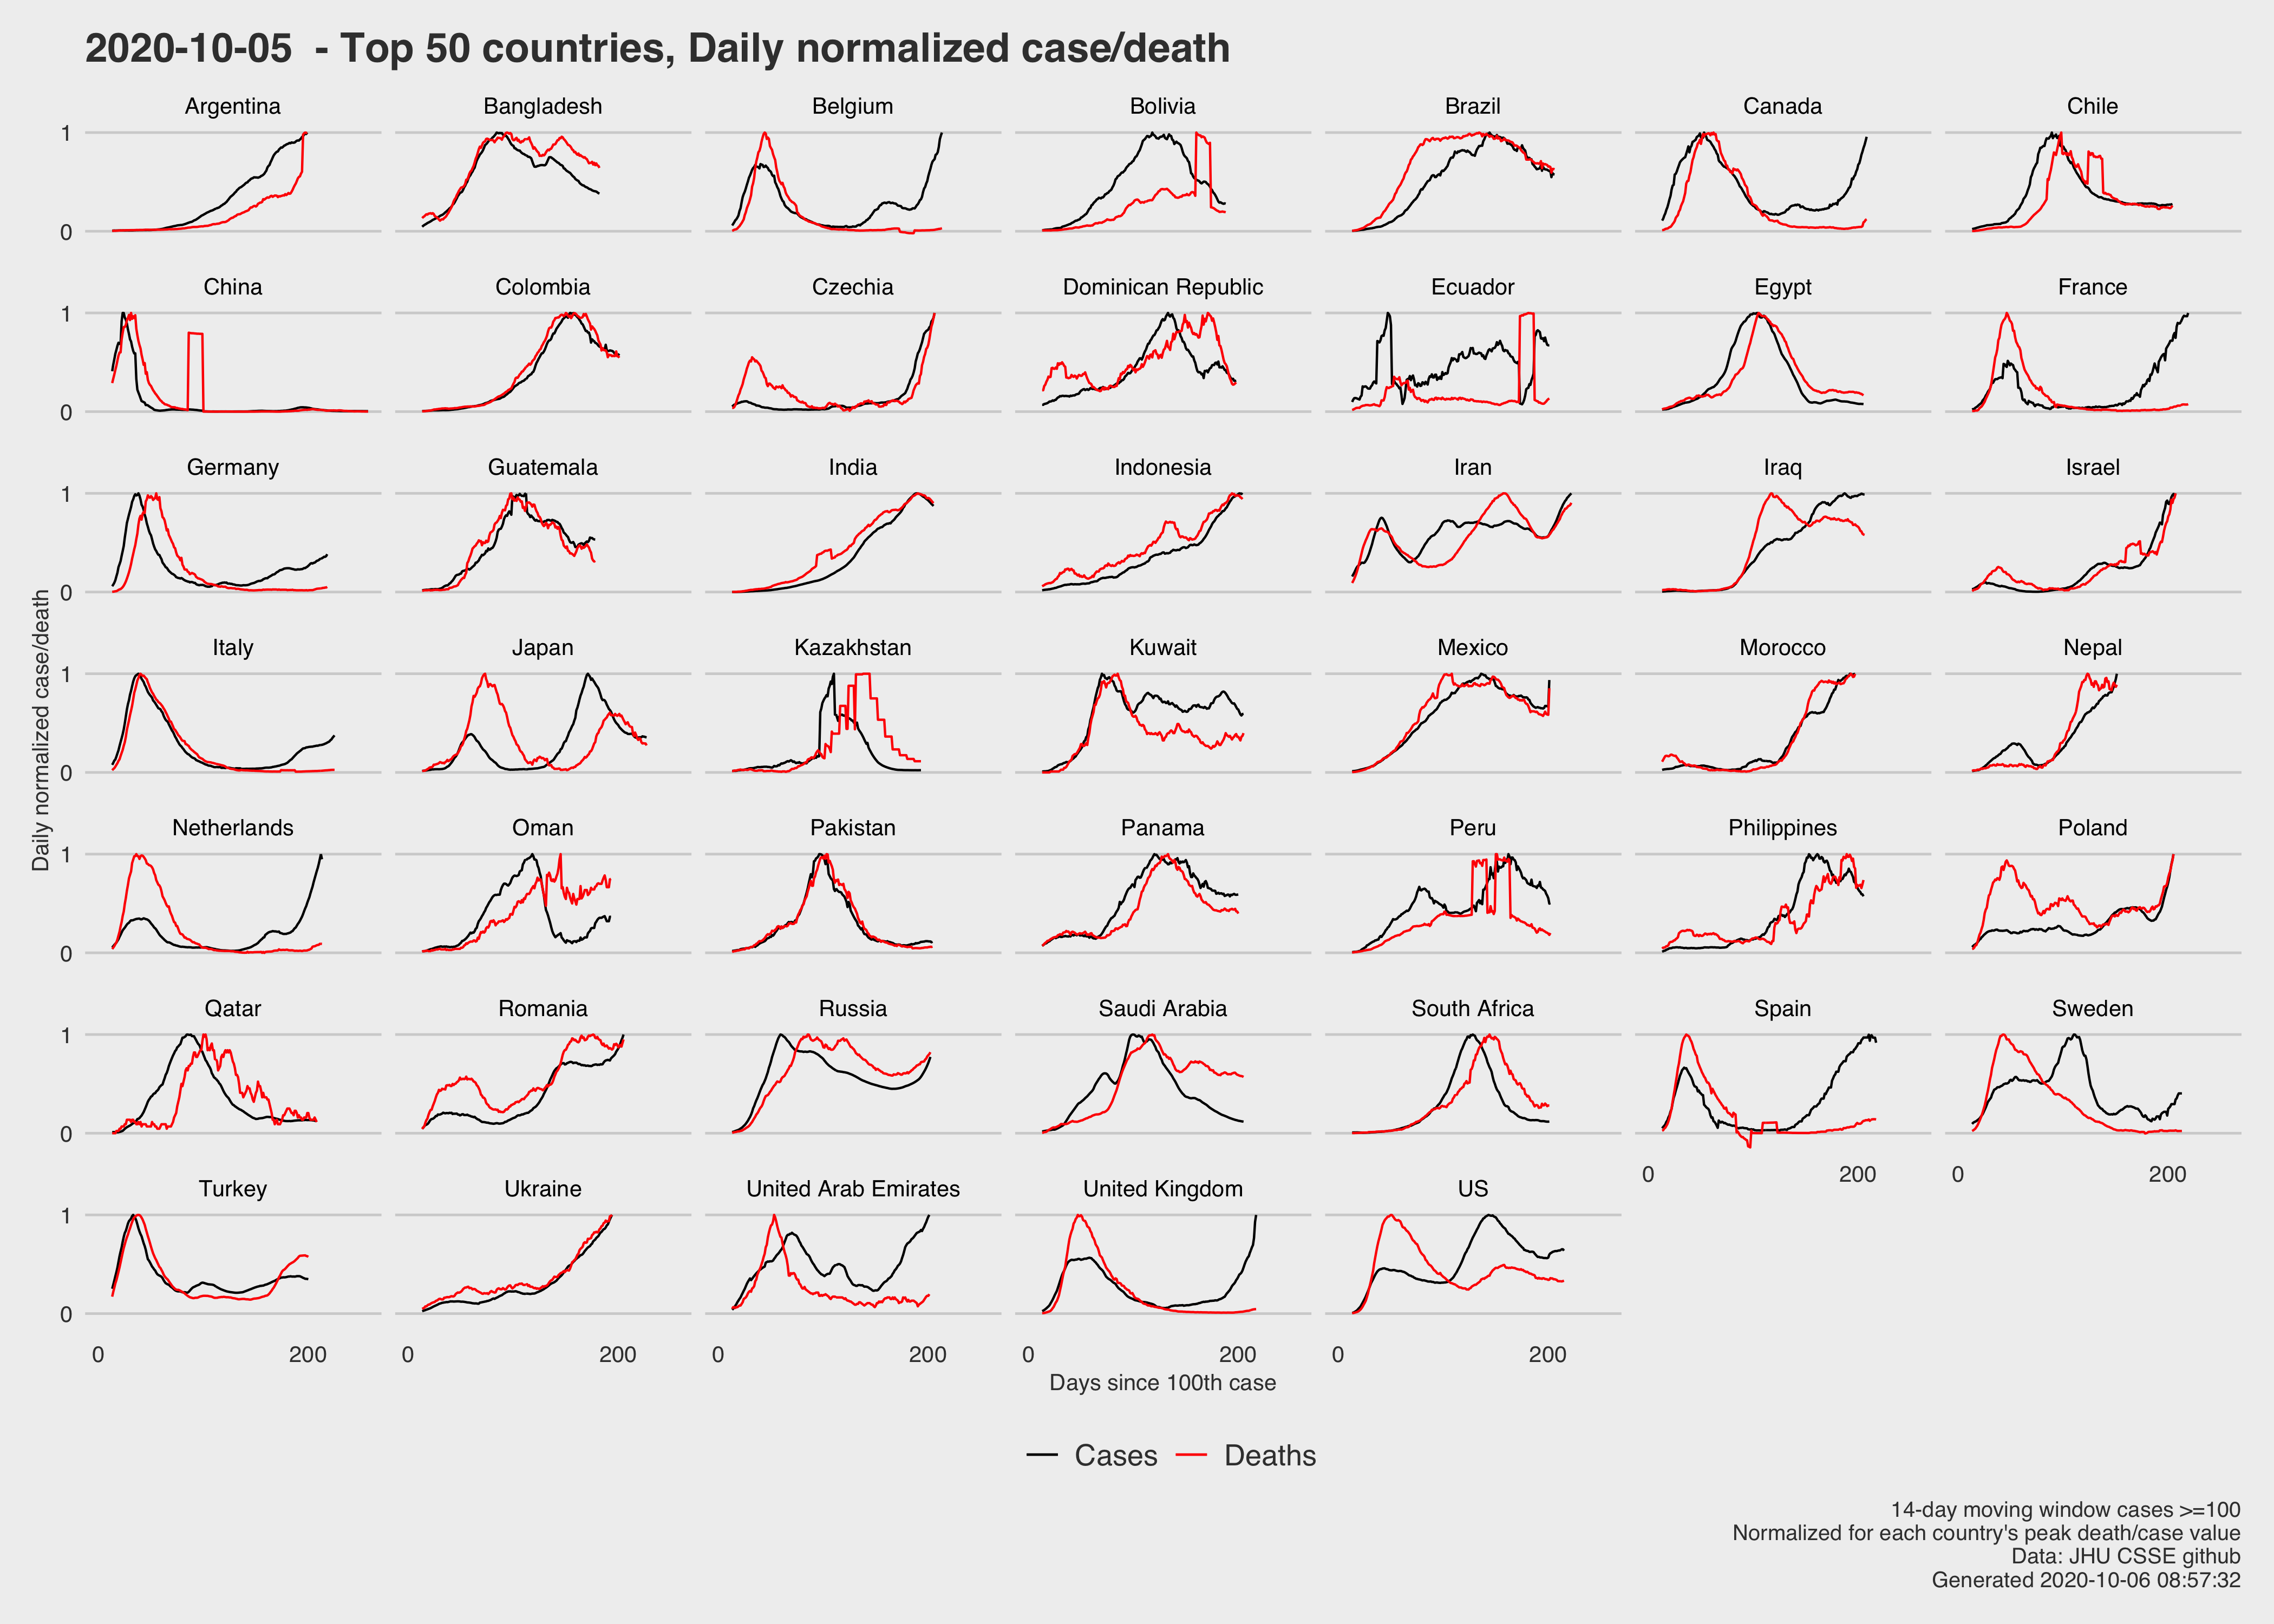 2020-10-05 - Top 50 countries, Daily normalized case/death
Argentina Bangladesh Belgium Bolivia Brazil Canada Chile
1
0
China Colombia Czechia Dominican Republic Ecuador Egypt France
1
0
Germany Guatemala India Indonesia Iran Iraq Israel
1
0
Daily normalized case/death
Italy Japan Kazakhstan Kuwait Mexico Morocco Nepal
1
0
Netherlands Oman Pakistan Panama Peru Philippines Poland
1
0
Qatar Romania Russia Saudi Arabia South Africa Spain Sweden
1
0
0 200 0 200
Turkey Ukraine United Arab Emirates United Kingdom US
1
0
0 200 0 200 0 200 0 200 0 200
Days since 100th case
Cases Deaths
14-day moving window cases >=100
Normalized for each country's peak death/case value
Data: JHU CSSE github
Generated 2020-10-06 08:57:32